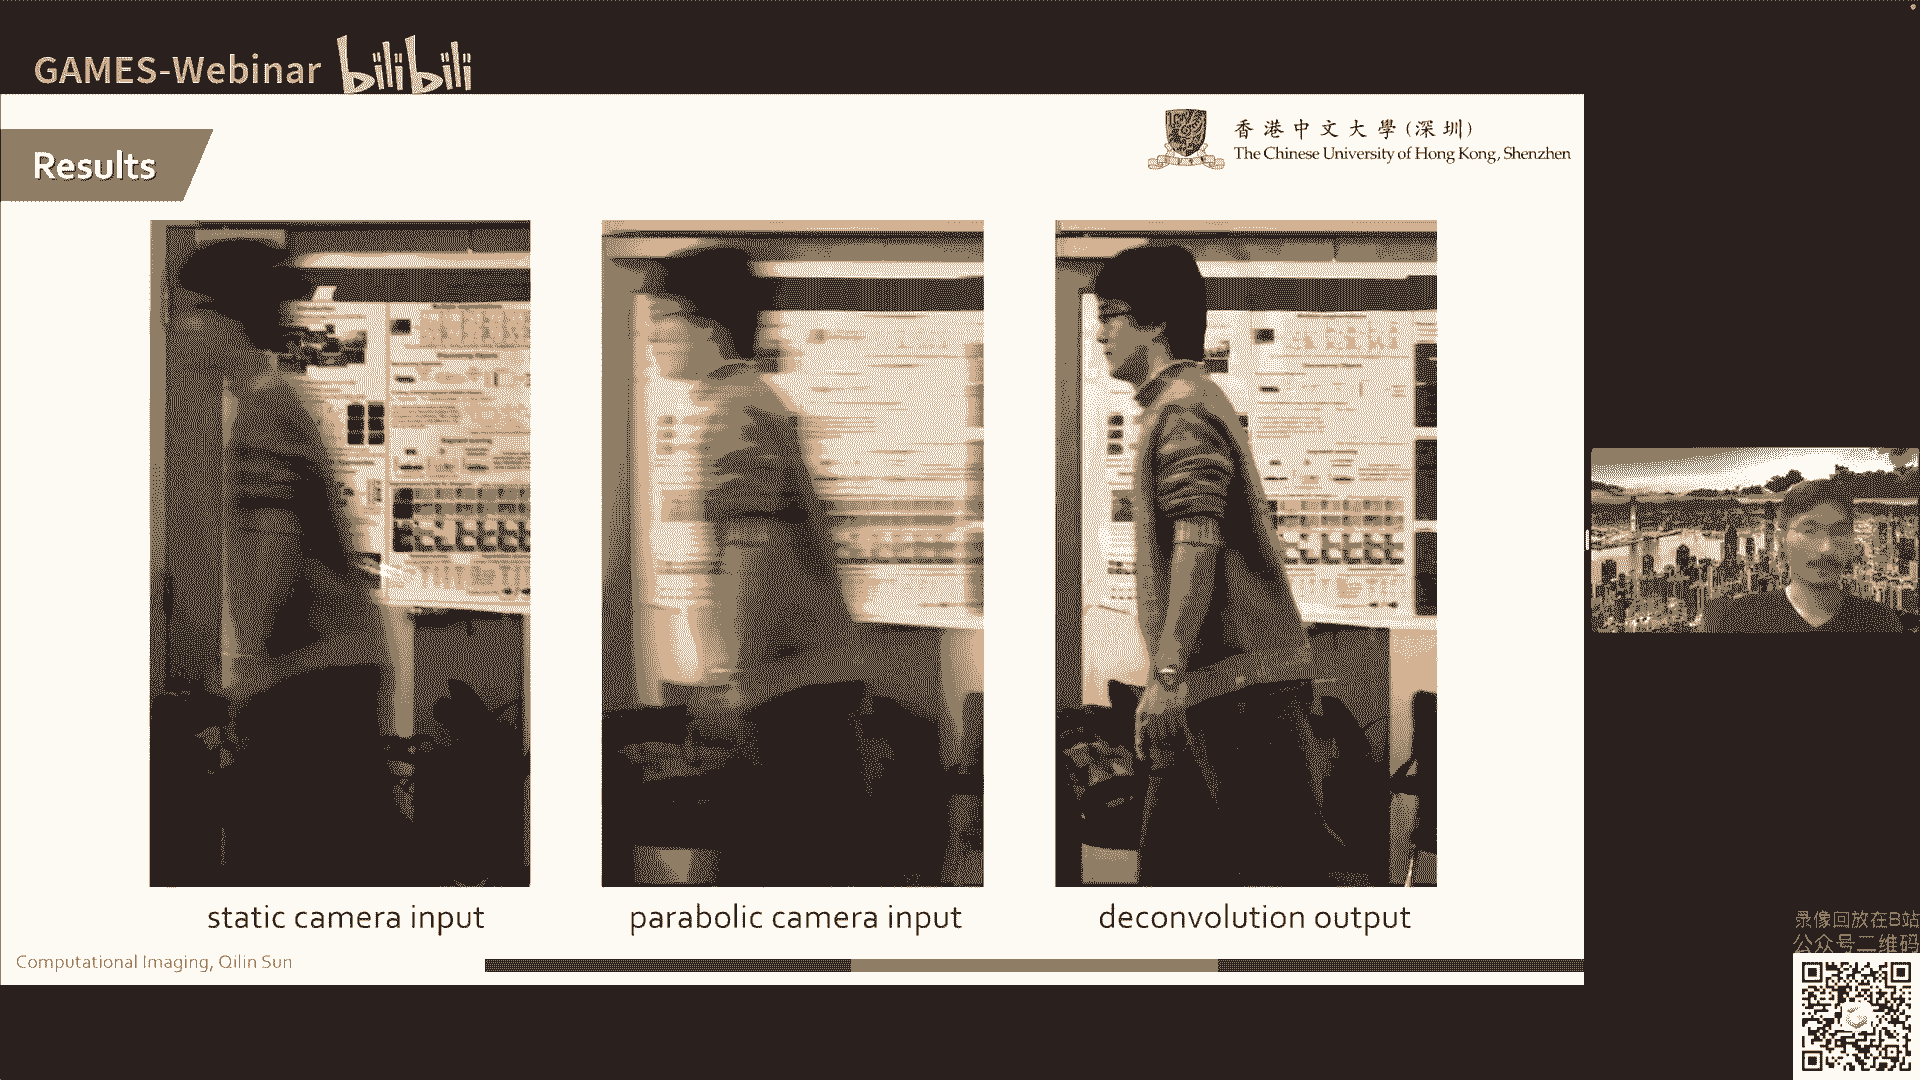 GAMES-Webinar bilibili
香港中文大學(深圳)
The Chinese University of Hong Kong, Shenzhen
Results
static camera input
parabolic camera input
deconvolution output
Computational Imaging, Qilin Sun
录像回放在B站
公众号二维码